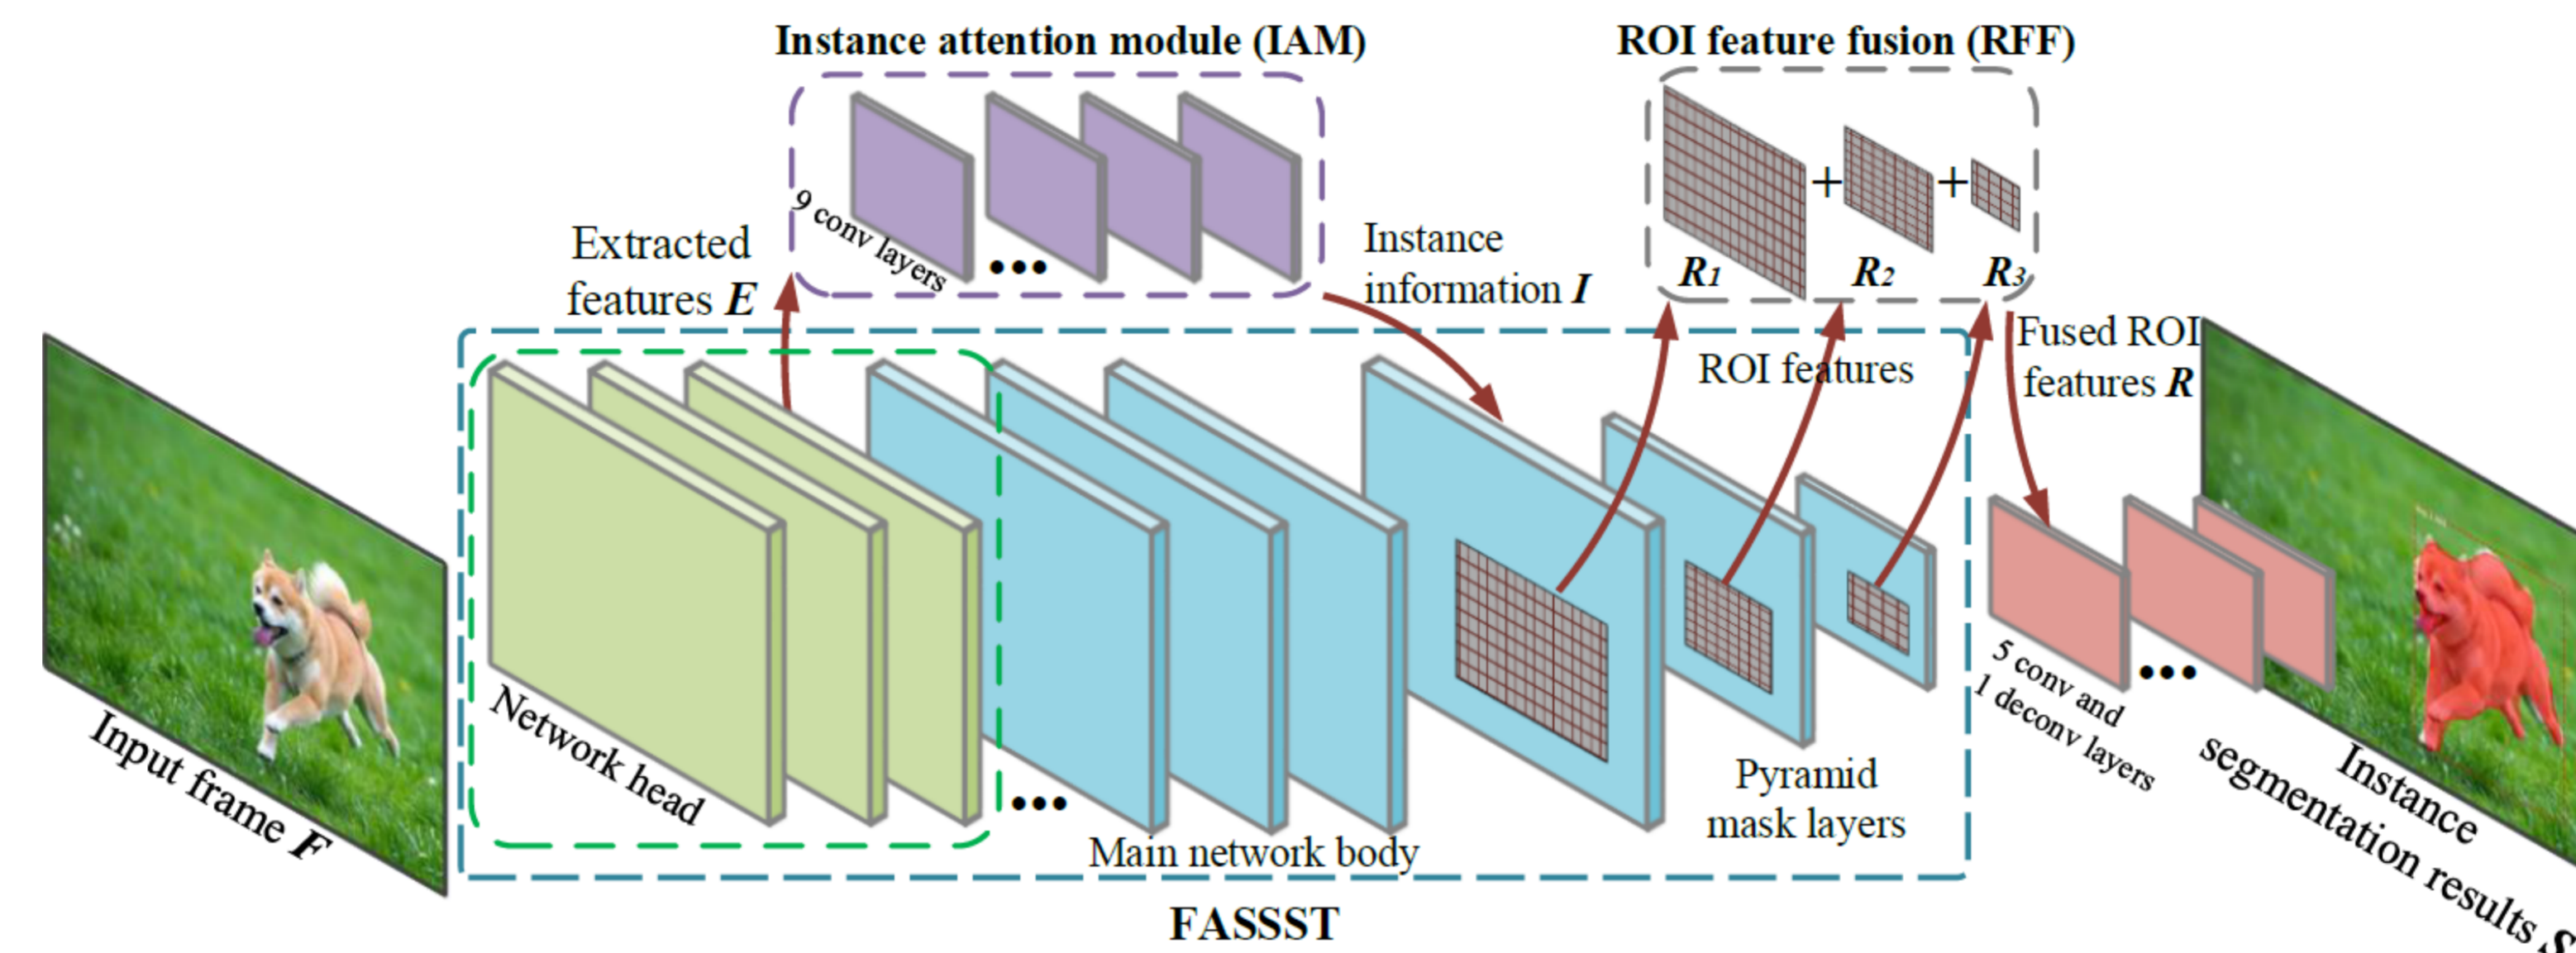 Instance attention module (IAM)
ROI feature fusion (RFF)
9 conv layers
+
+
R1
R2
R3
Extracted
features E
Instance
information I
ROI features
Fused ROI
features R
Input frame F
Network head
Main network body
Pyramid
mask layers
5 conv and
1 deconv layers
Instance
segmentation results S
FASSST